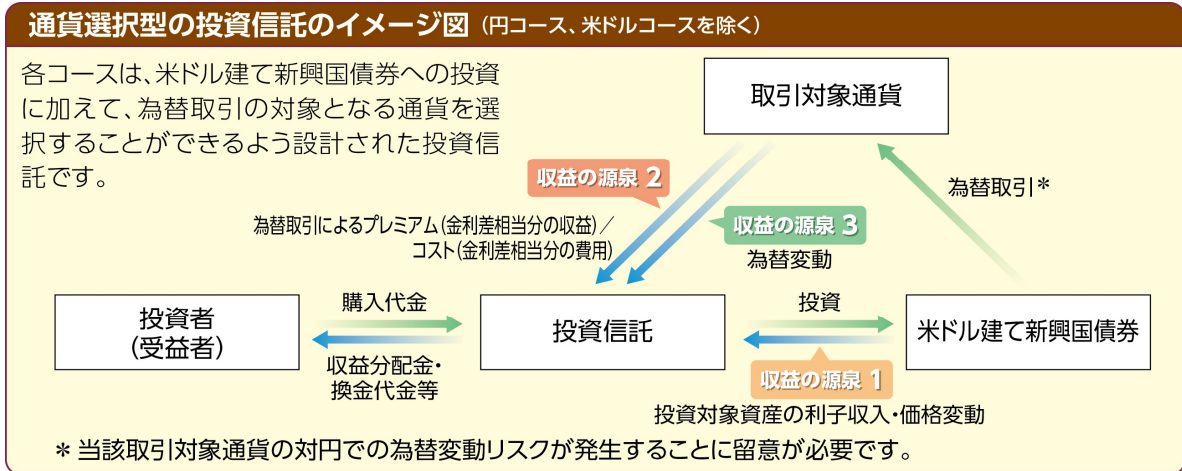 通貨選択型の投資信託のイメージ図（円コース、米ドルコースを除く）
各コースは、米ドル建て新興国債券への投資
に加えて、為替取引の対象となる通貨を選
択することができるよう設計された投資信
託です。
取引対象通貨
収益の源泉 2
為替取引＊
為替取引によるプレミアム（金利差相当分の収益）／
コスト（金利差相当分の費用）
収益の源泉 3
為替変動
投資者
（受益者）
購入代金
収益分配金・
換金代金等
投資信託
投資
収益の源泉 1
投資対象資産の利子収入・価格変動
米ドル建て新興国債券
＊ 当該取引対象通貨の対円での為替変動リスクが発生することに留意が必要です。